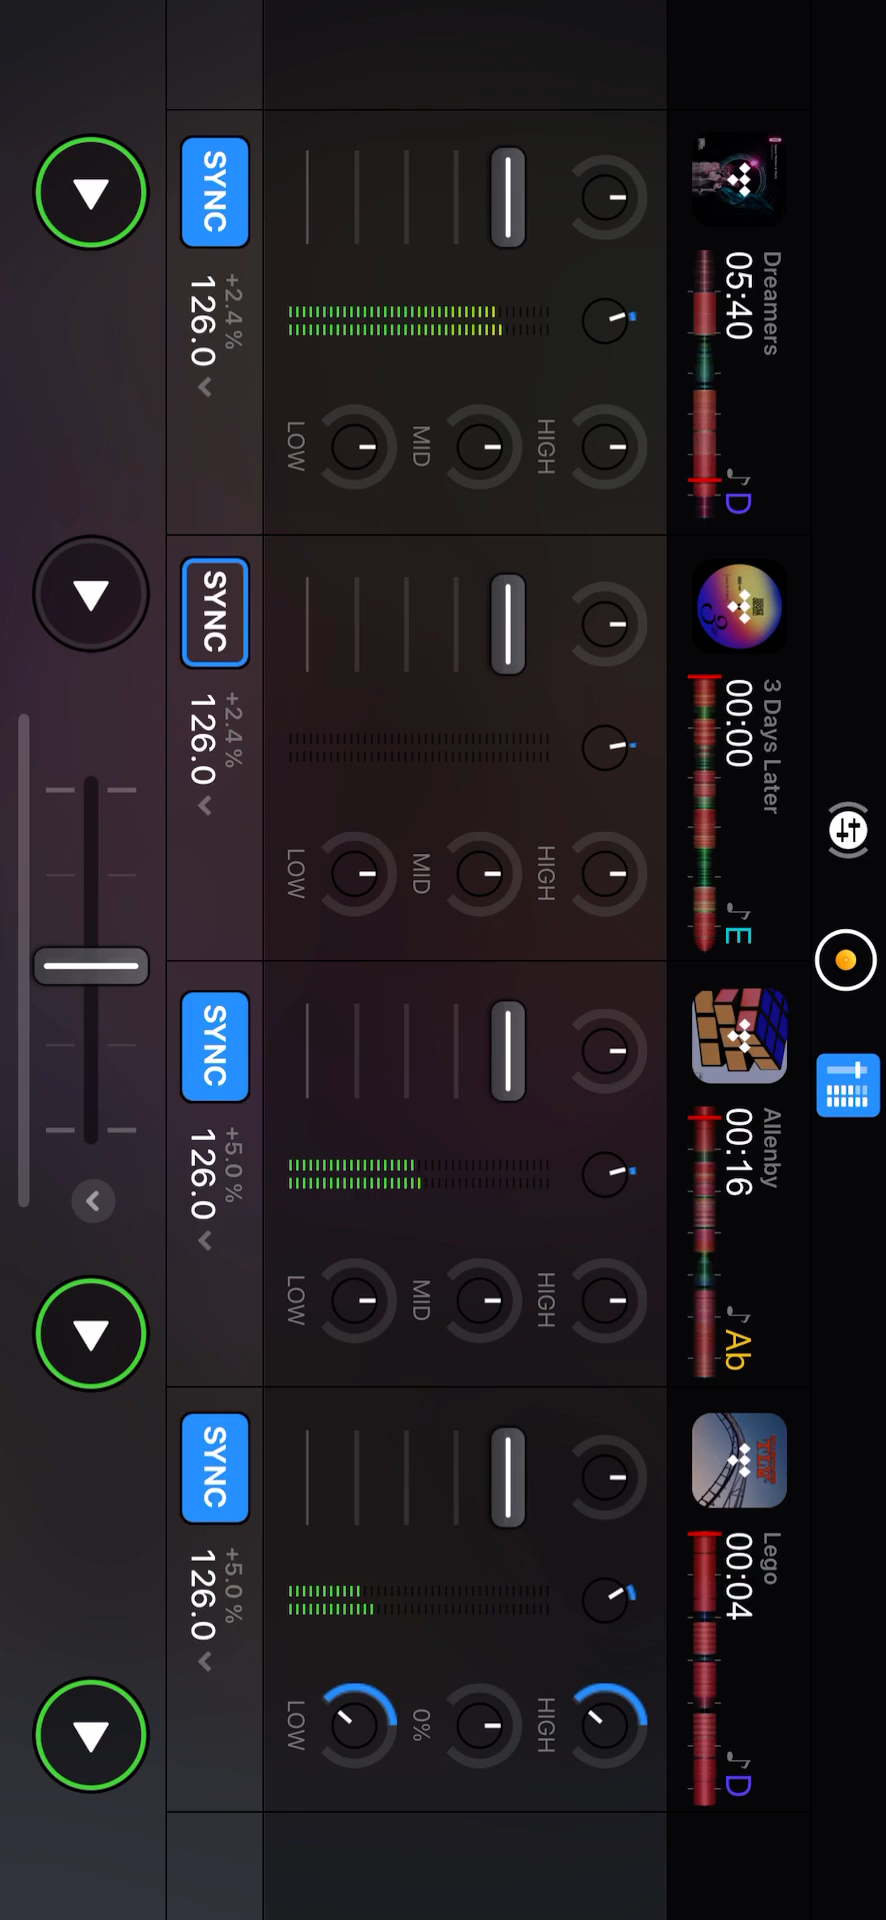 Dreamers
05:40
D
HIGH
MID
LOW
+2.4 %
126.0
SYNC
3 Days Later
00:00
E
HIGH
MID
LOW
+2.4 %
126.0
SYNC
Allenby
00:16
Ab
HIGH
MID
LOW
+5.0 %
126.0
SYNC
Lego
00:04
D
HIGH
0%
LOW
+5.0 %
126.0
SYNC